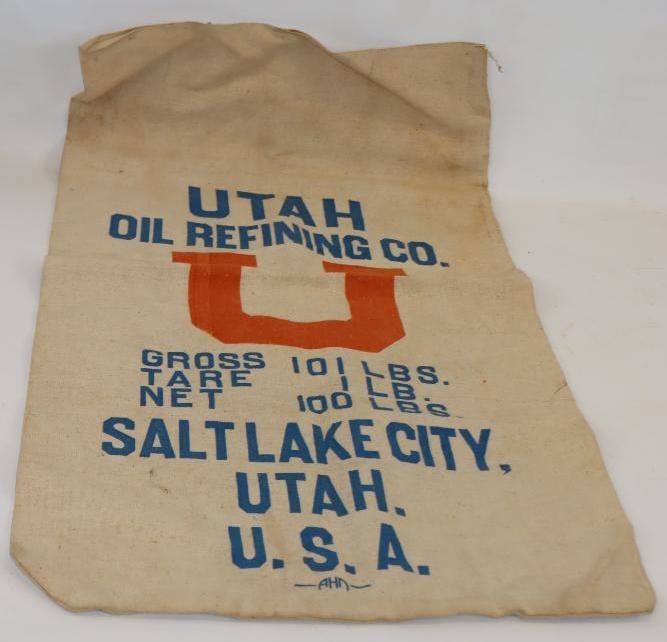 UTAH
OIL REFINING CO.
U
GROSS 101 LBS.
TARE 1 LB.
NET 100 LBS.
SALT LAKE CITY,
UTAH.
U. S. A.